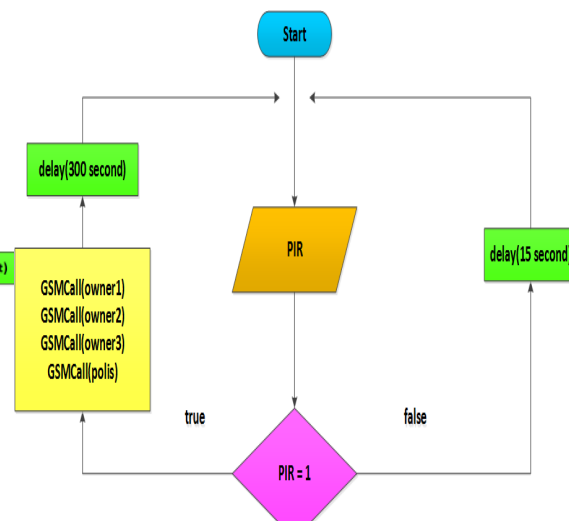 Start
delay(300 second)
PIR
delay(15 second)
GSMCall(owner1)
GSMCall(owner2)
GSMCall(owner3)
GSMCall(polis)
true
false
PIR = 1